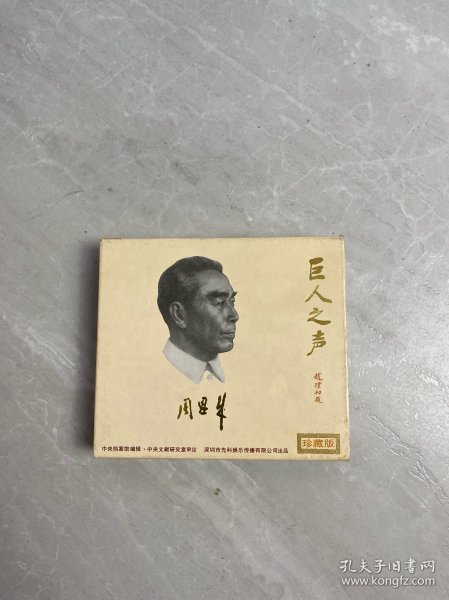 巨人之声
赵朴初题
周恩来
珍藏版
中央档案馆编辑·中央文献研究室审定 深圳市先科娱乐传播有限公司出品
孔夫子旧书网
www.kongfz.com